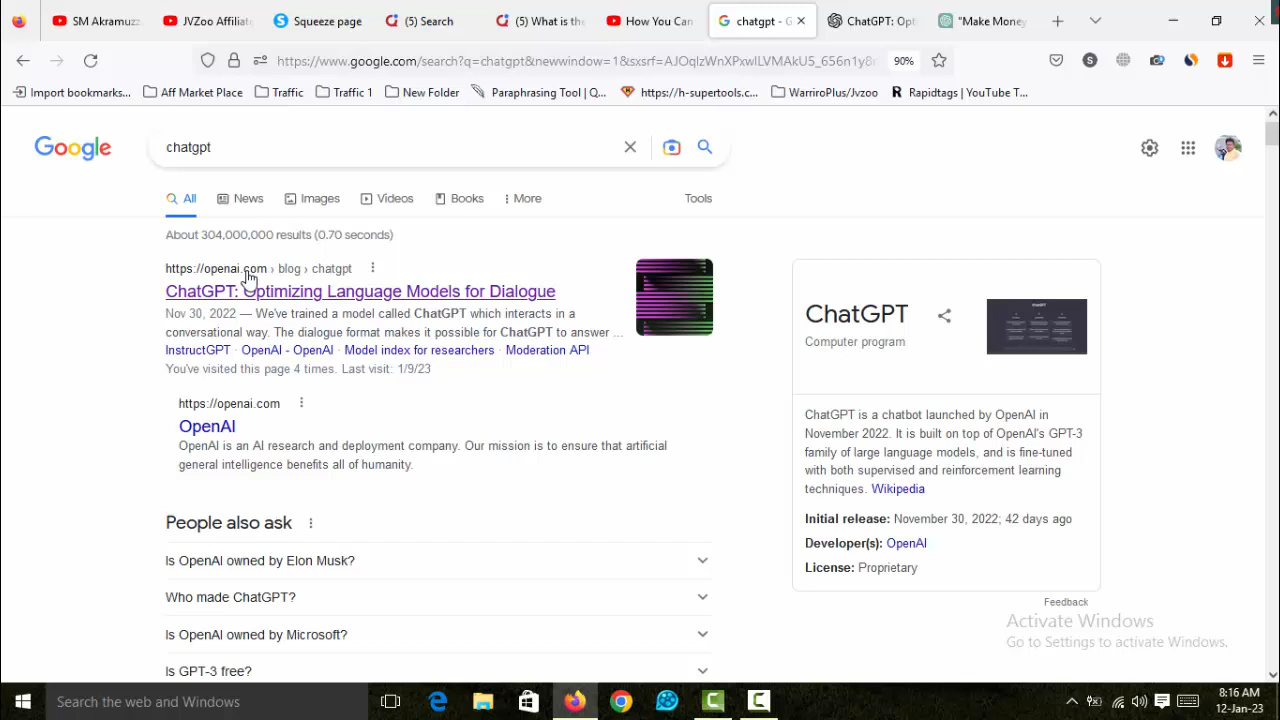 SM Akramuzz
JVZoo Affiliate
Squeeze page
(5) Search
(5) What is the
How You Can
chatgpt - G
ChatGPT: Opt
"Make Money
https://www.google.com/search?q=chatgpt&newwindow=1&sxsrf=
90%
Import bookmarks...
Aff Market Place
Traffic
Traffic 1
New Folder
Paraphrasing Tool | Q...
https://h-supertools.c...
WarriroPlus/Jvzoo
Rapidtags | YouTube T...
Google
chatgpt
All
News
Images
Videos
Books
More
Tools
About 304,000,000 results (0.70 seconds)
https://openai.com › blog › chatgpt
ChatGPT: Optimizing Language Models for Dialogue
Nov 30, 2022 — We've trained a model called ChatGPT which interacts in a
conversational way. The dialogue format makes it possible for ChatGPT to answer ...
InstructGPT · OpenAI - OpenAI · Model index for researchers · Moderation API
You've visited this page 4 times. Last visit: 1/9/23
https://openai.com
OpenAI
OpenAI is an AI research and deployment company. Our mission is to ensure that artificial
general intelligence benefits all of humanity.
People also ask
Is OpenAI owned by Elon Musk?
Who made ChatGPT?
Is OpenAI owned by Microsoft?
Is GPT-3 free?
ChatGPT
Computer program
ChatGPT is a chatbot launched by OpenAI in
November 2022. It is built on top of OpenAI's GPT-3
family of large language models, and is fine-tuned
with both supervised and reinforcement learning
techniques. Wikipedia
Initial release: November 30, 2022; 42 days ago
Developer(s): OpenAI
License: Proprietary
Feedback
Activate Windows
Go to Settings to activate Windows.
Search the web and Windows
8:16 AM
12-Jan-23